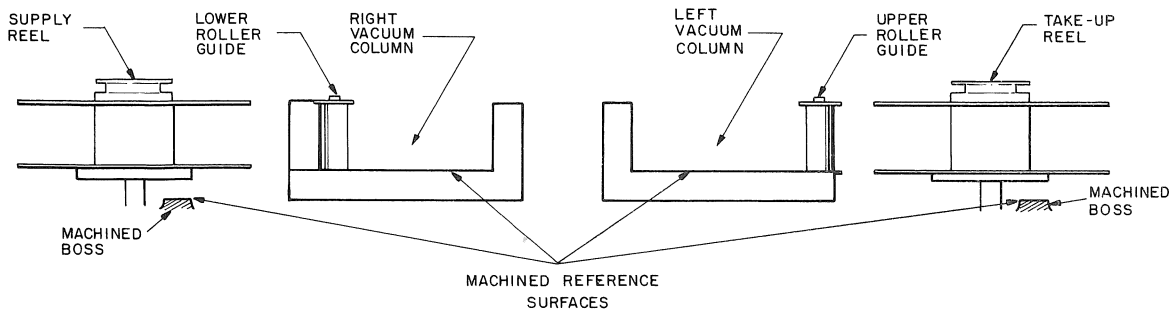 SUPPLY
REEL
LOWER
ROLLER
GUIDE
RIGHT
VACUUM
COLUMN
LEFT
VACUUM
COLUMN
UPPER
ROLLER
GUIDE
TAKE-UP
REEL
MACHINED
BOSS
MACHINED
BOSS
MACHINED REFERENCE
SURFACES